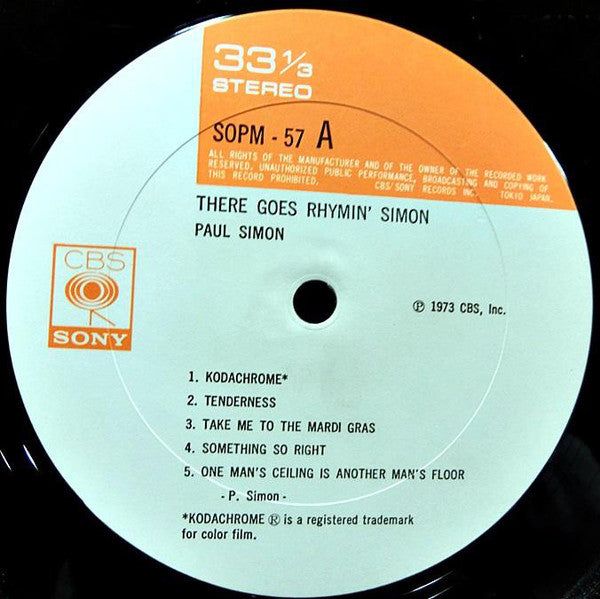 33 1/3
STEREO
SOPM - 57 A
ALL RIGHTS OF THE MANUFACTURER AND OF THE OWNER OF THE RECORDED WORK
RESERVED. UNAUTHORIZED PUBLIC PERFORMANCE, BROADCASTING AND COPYING OF
THIS RECORD PROHIBITED. CBS/SONY RECORDS INC. TOKYO JAPAN.
THERE GOES RHYMIN' SIMON
PAUL SIMON
CBS
SONY
℗ 1973 CBS, Inc.
1. KODACHROME*
2. TENDERNESS
3. TAKE ME TO THE MARDI GRAS
4. SOMETHING SO RIGHT
5. ONE MAN'S CEILING IS ANOTHER MAN'S FLOOR
- P. Simon -
*KODACHROME ® is a registered trademark
for color film.